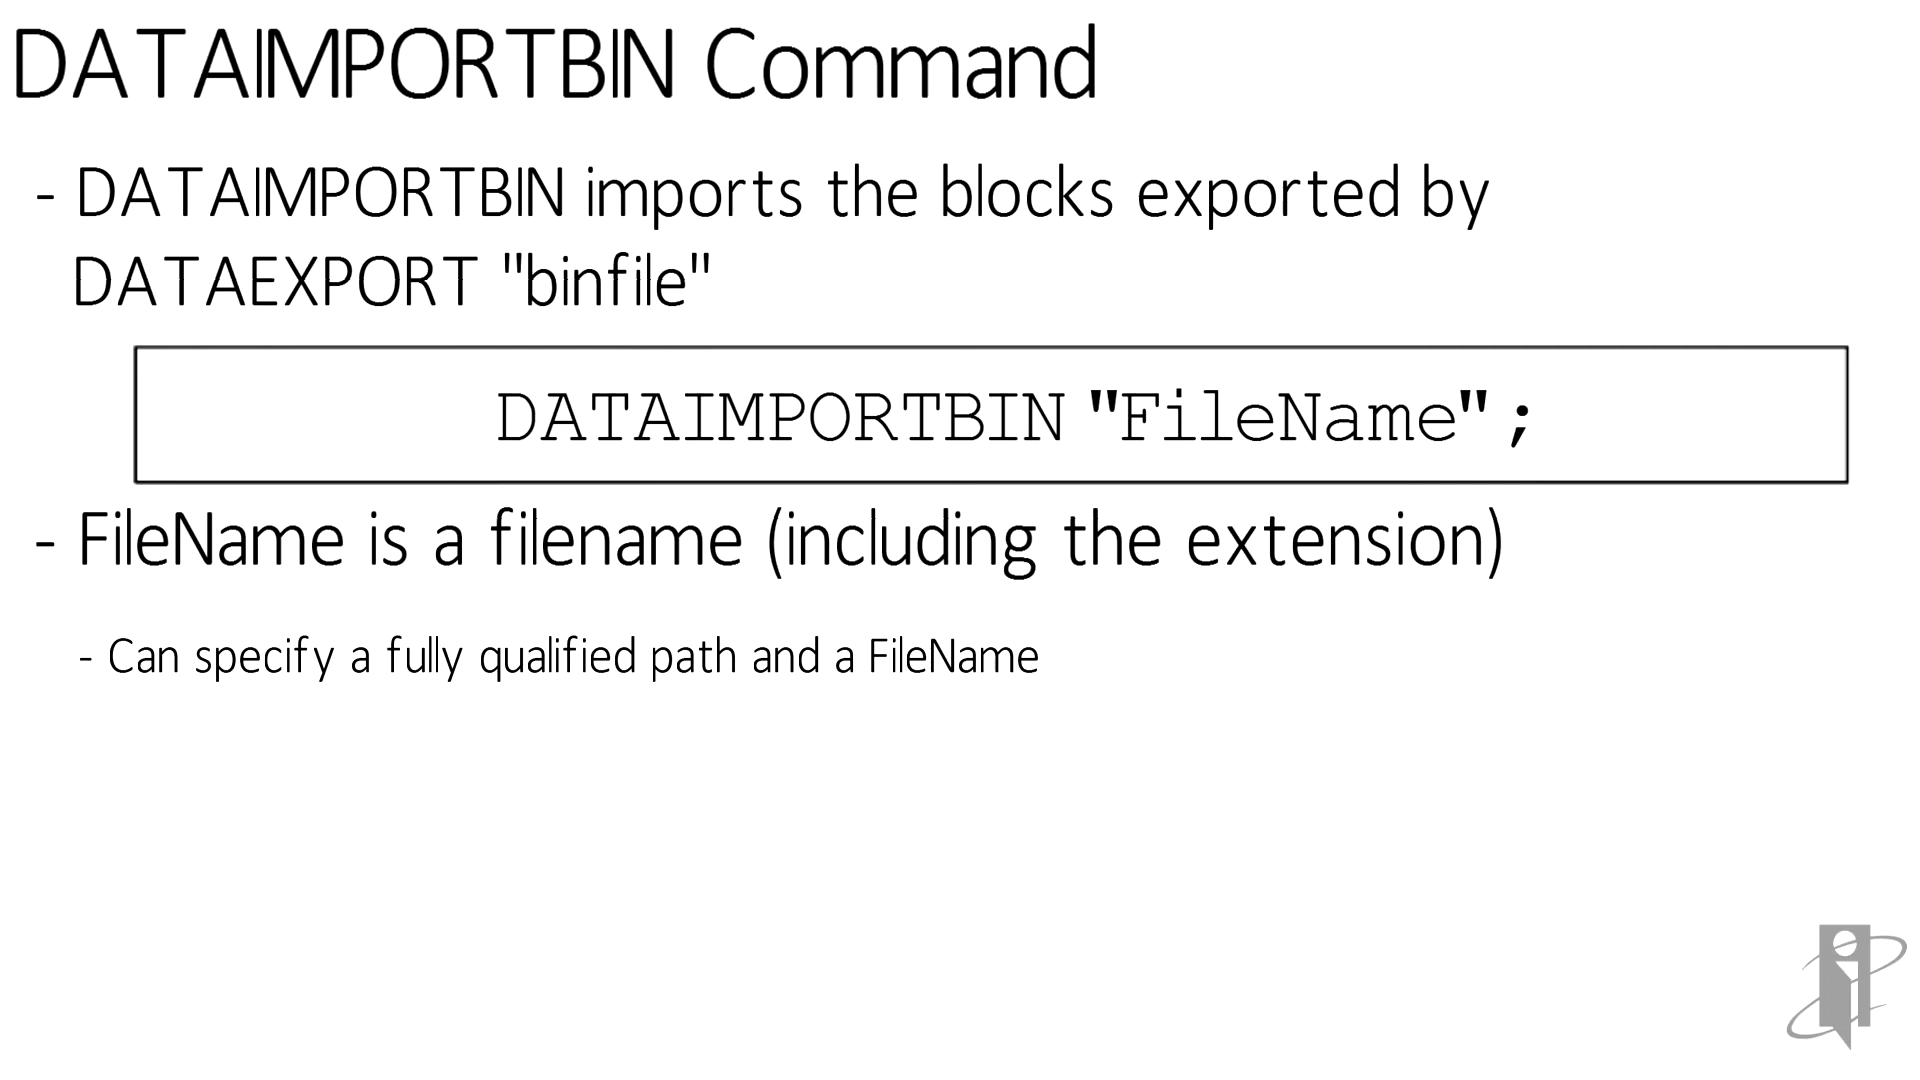 DATAIMPORTBIN Command
- DATAIMPORTBIN imports the blocks exported by
DATAEXPORT "binfile"
DATAIMPORTBIN "FileName";
- FileName is a filename (including the extension)
- Can specify a fully qualified path and a FileName